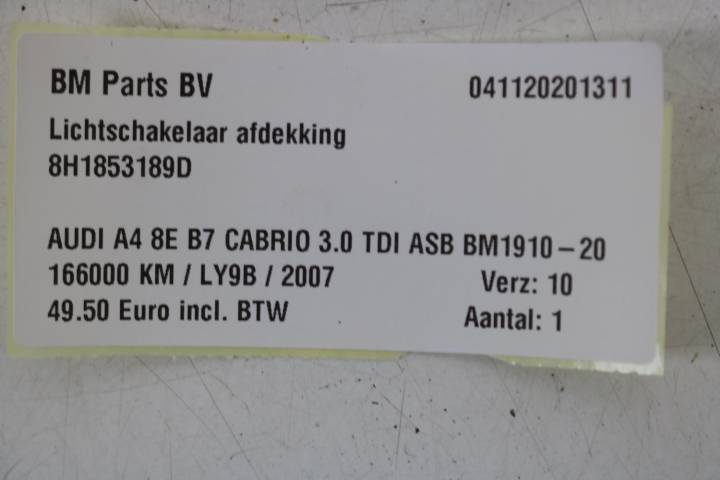 BM Parts BV 041120201311
Lichtschakelaar afdekking
8H1853189D
AUDI A4 8E B7 CABRIO 3.0 TDI ASB BM1910-20
166000 KM / LY9B / 2007 Verz: 10
49.50 Euro incl. BTW Aantal: 1